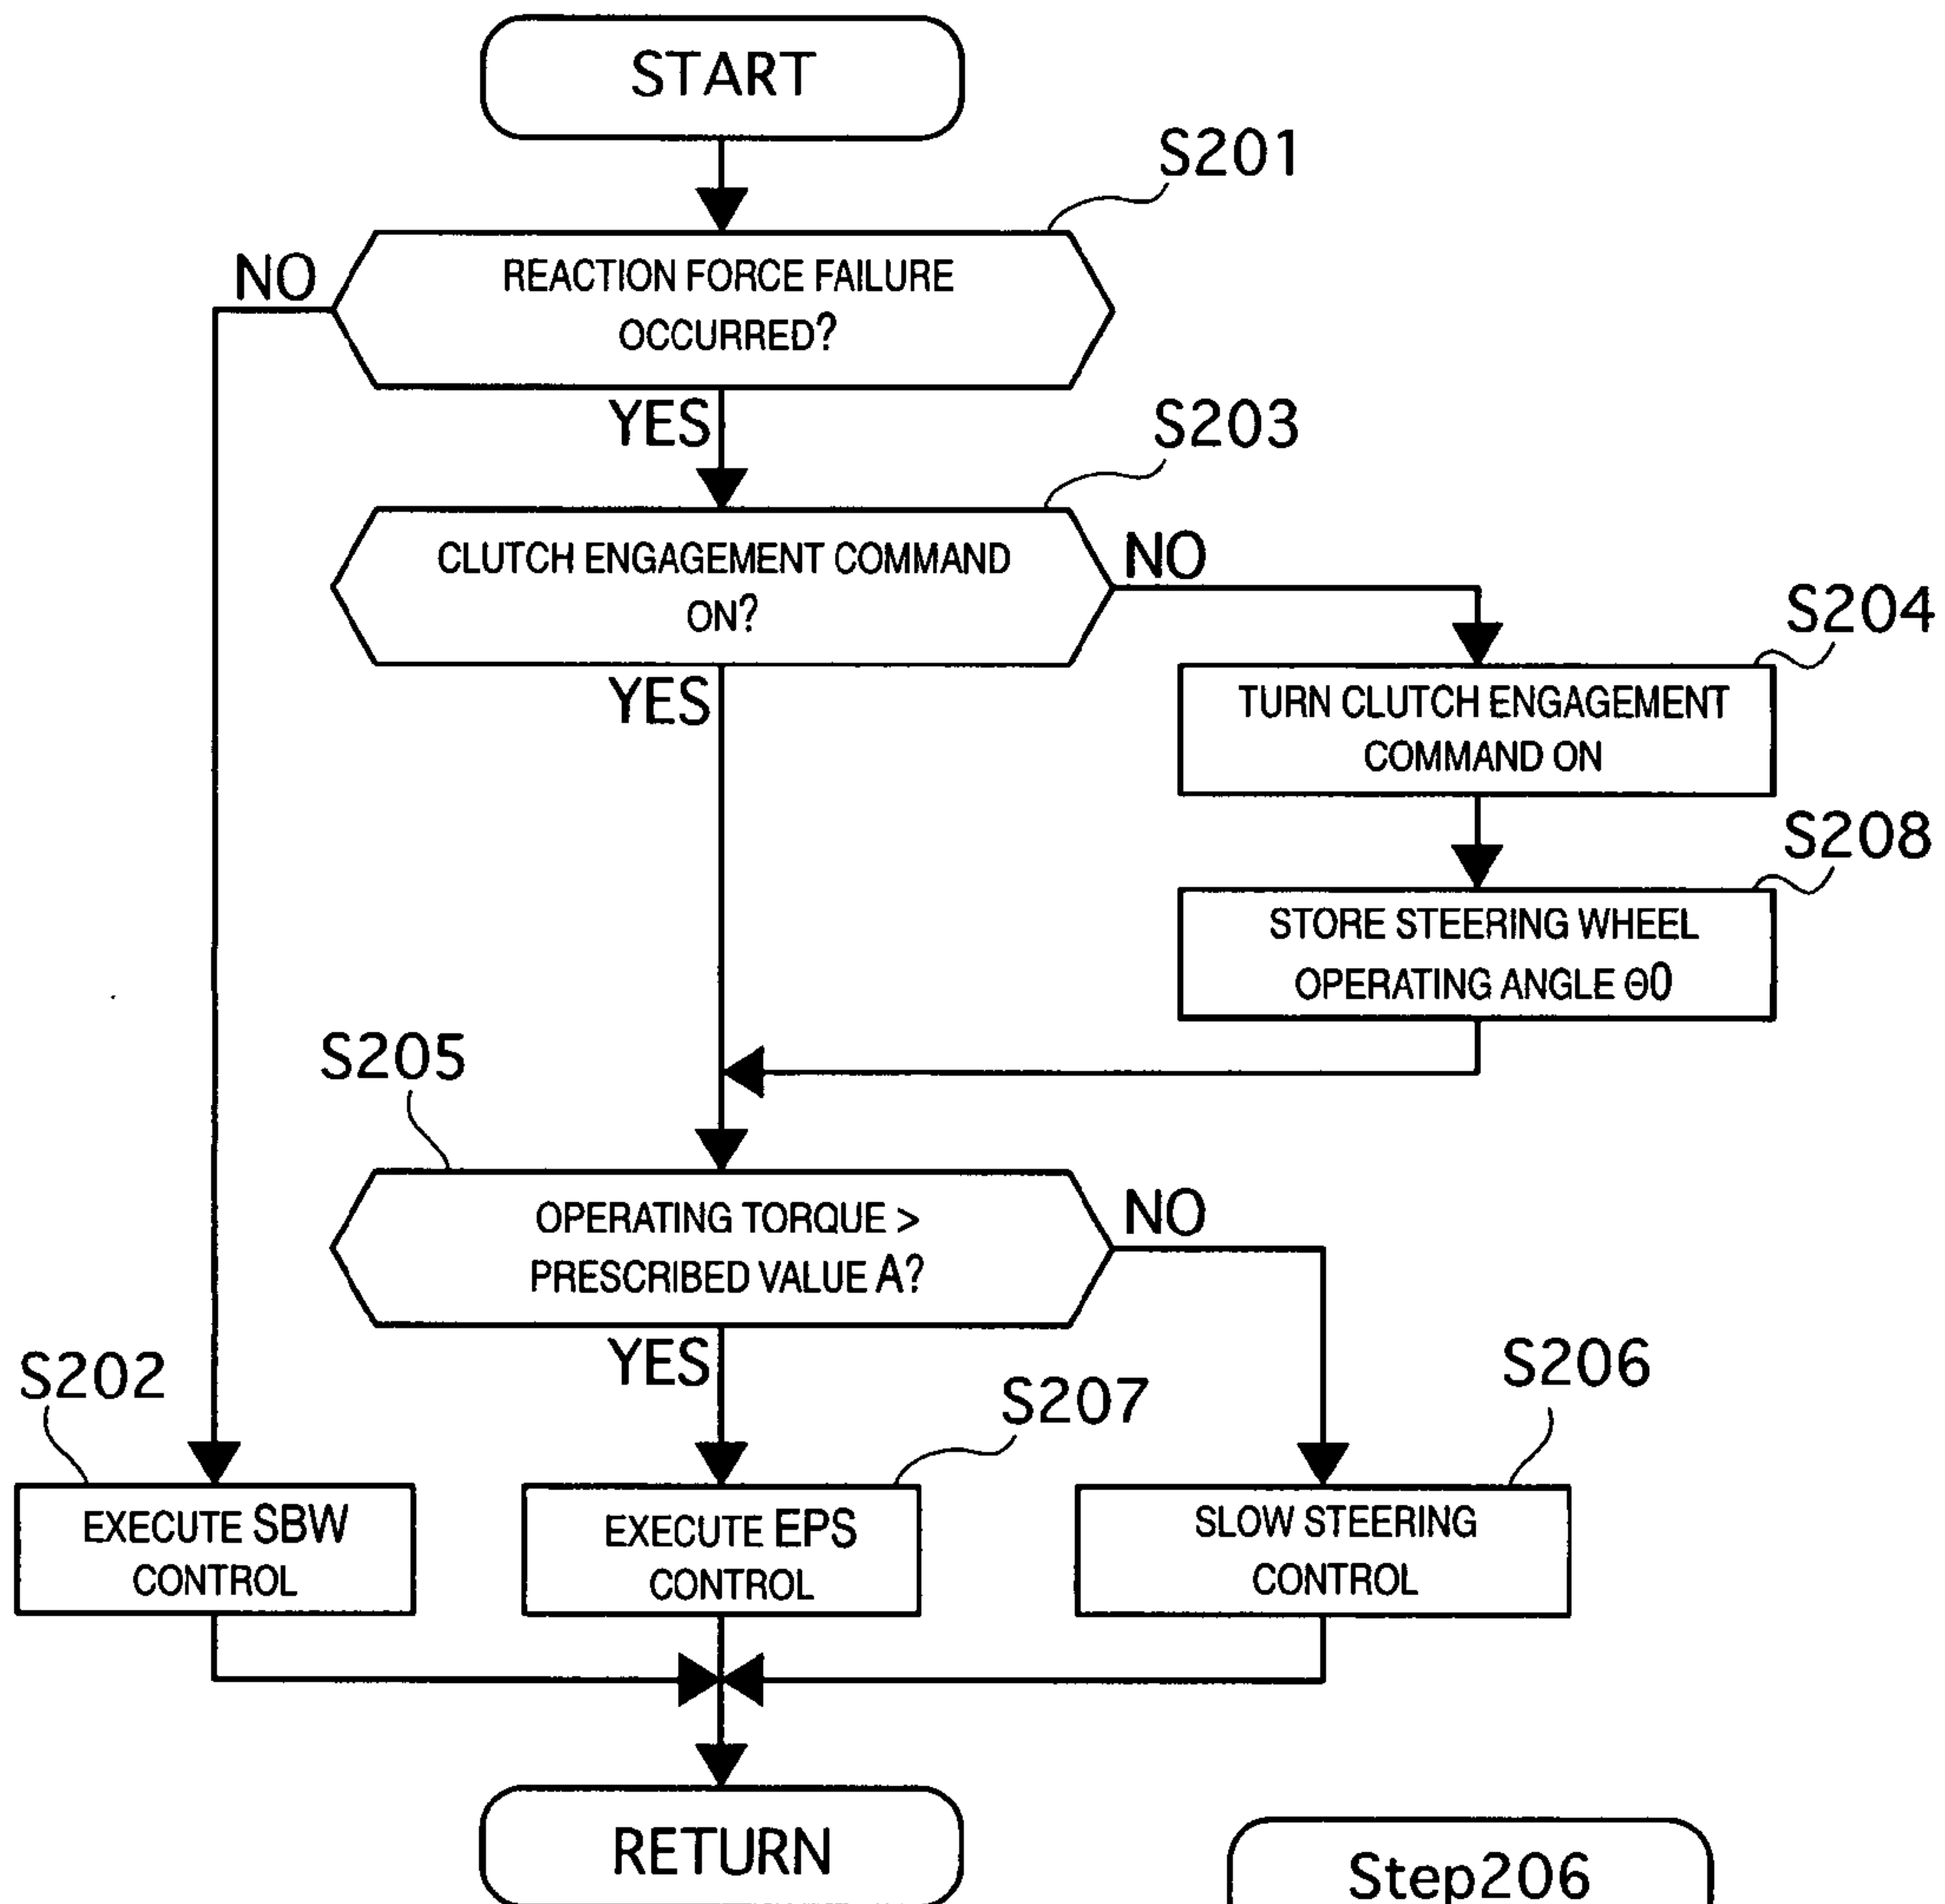 START
S201
NO
REACTION FORCE FAILURE
OCCURRED?
YES
S203
CLUTCH ENGAGEMENT COMMAND
ON?
NO
S204
YES
TURN CLUTCH ENGAGEMENT
COMMAND ON
S208
STORE STEERING WHEEL
OPERATING ANGLE Θ0
S205
OPERATING TORQUE >
PRESCRIBED VALUE A?
NO
YES
S202
S207
S206
EXECUTE SBW
CONTROL
EXECUTE EPS
CONTROL
SLOW STEERING
CONTROL
RETURN
Step206